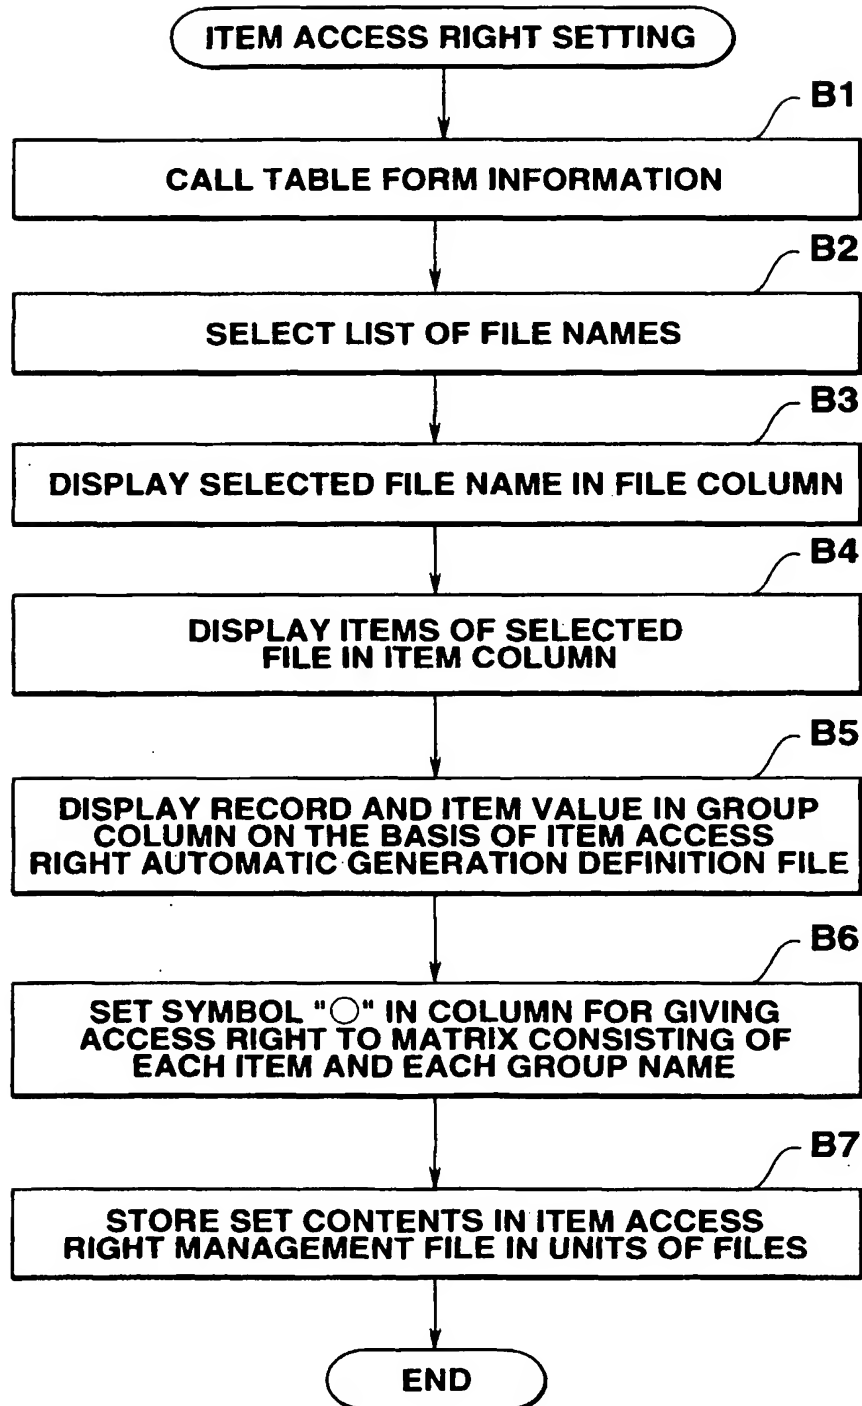 ITEM ACCESS RIGHT SETTING
B1
CALL TABLE FORM INFORMATION
B2
SELECT LIST OF FILE NAMES
B3
DISPLAY SELECTED FILE NAME IN FILE COLUMN
B4
DISPLAY ITEMS OF SELECTED
FILE IN ITEM COLUMN
B5
DISPLAY RECORD AND ITEM VALUE IN GROUP
COLUMN ON THE BASIS OF ITEM ACCESS
RIGHT AUTOMATIC GENERATION DEFINITION FILE
B6
SET SYMBOL "○" IN COLUMN FOR GIVING
ACCESS RIGHT TO MATRIX CONSISTING OF
EACH ITEM AND EACH GROUP NAME
B7
STORE SET CONTENTS IN ITEM ACCESS
RIGHT MANAGEMENT FILE IN UNITS OF FILES
END